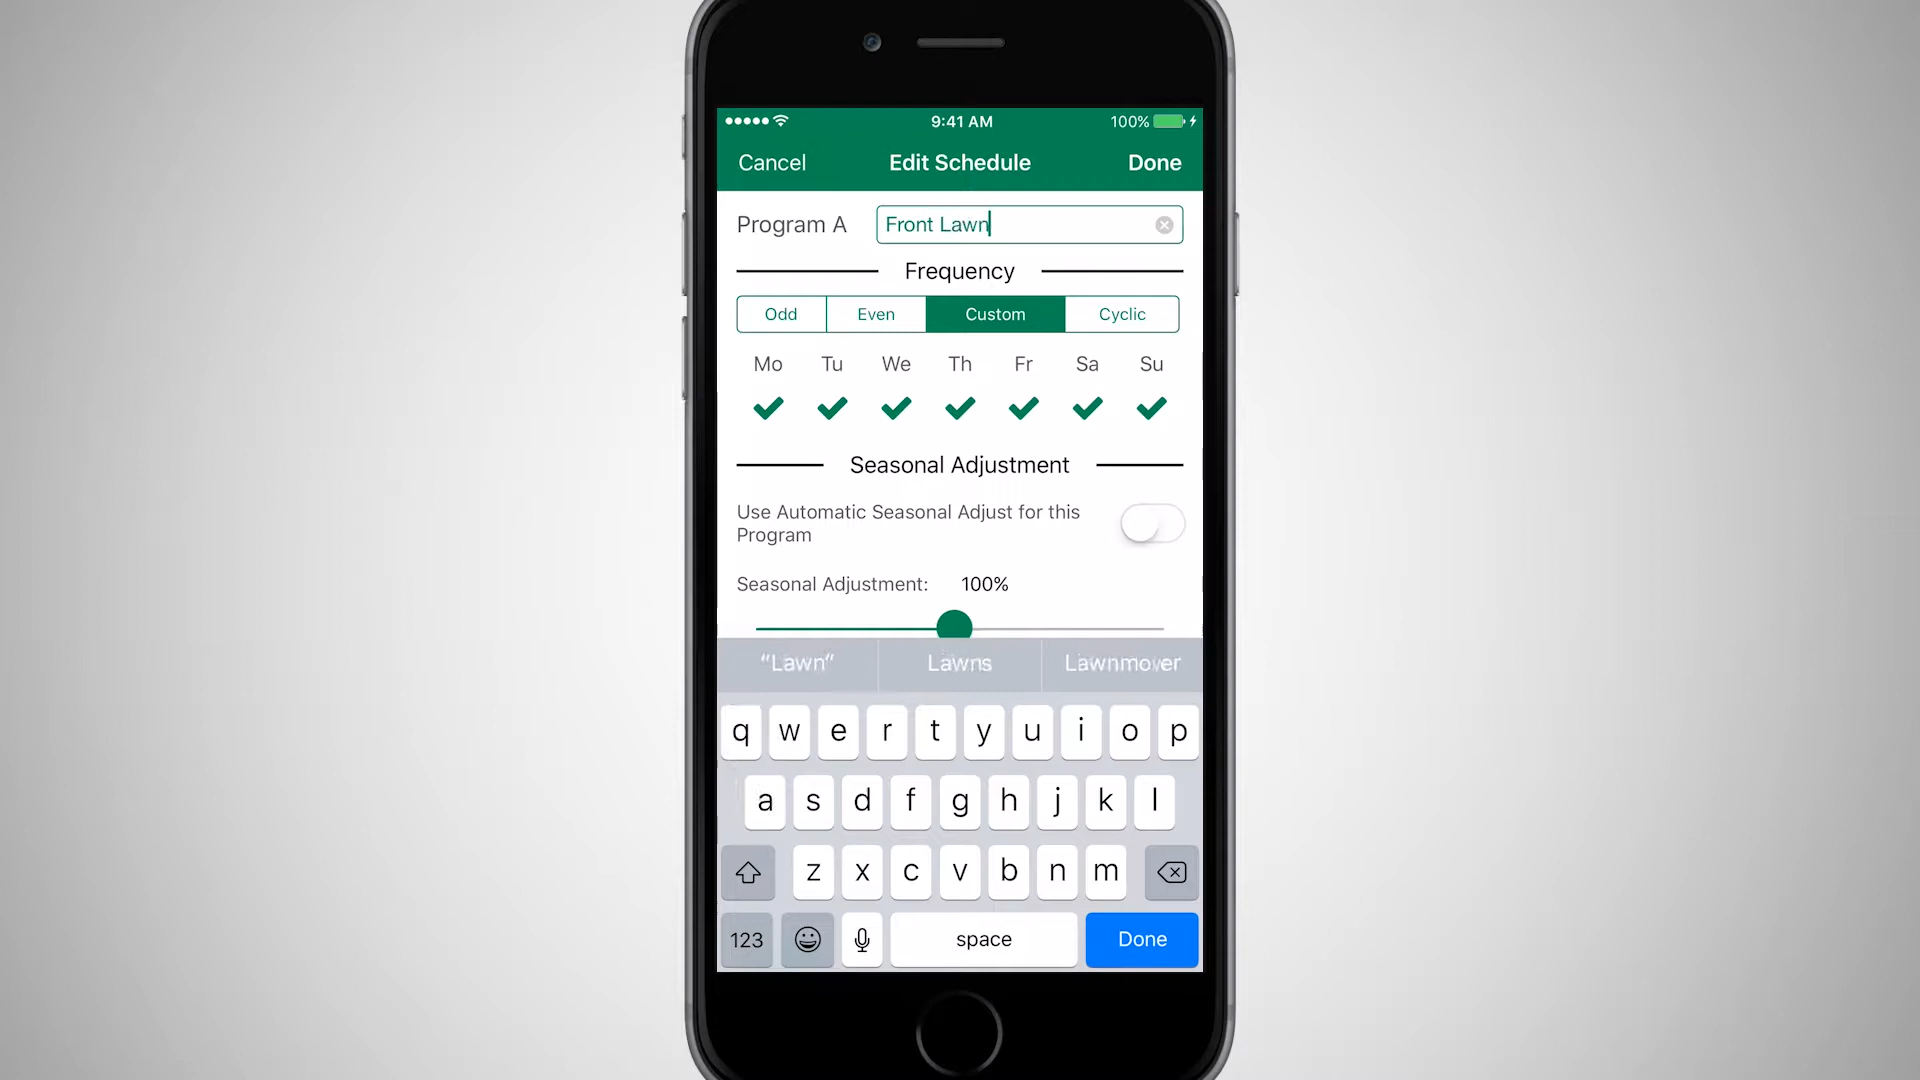 9:41 AM 100%
Cancel Edit Schedule Done
Program A Front Lawn
Frequency
Odd Even Custom Cyclic
Mo Tu We Th Fr Sa Su
Seasonal Adjustment
Use Automatic Seasonal Adjust for this
Program
Seasonal Adjustment: 100%
“Lawn” Lawns Lawnmower
q w e r t y u i o p
a s d f g h j k l
z x c v b n m
123 space Done